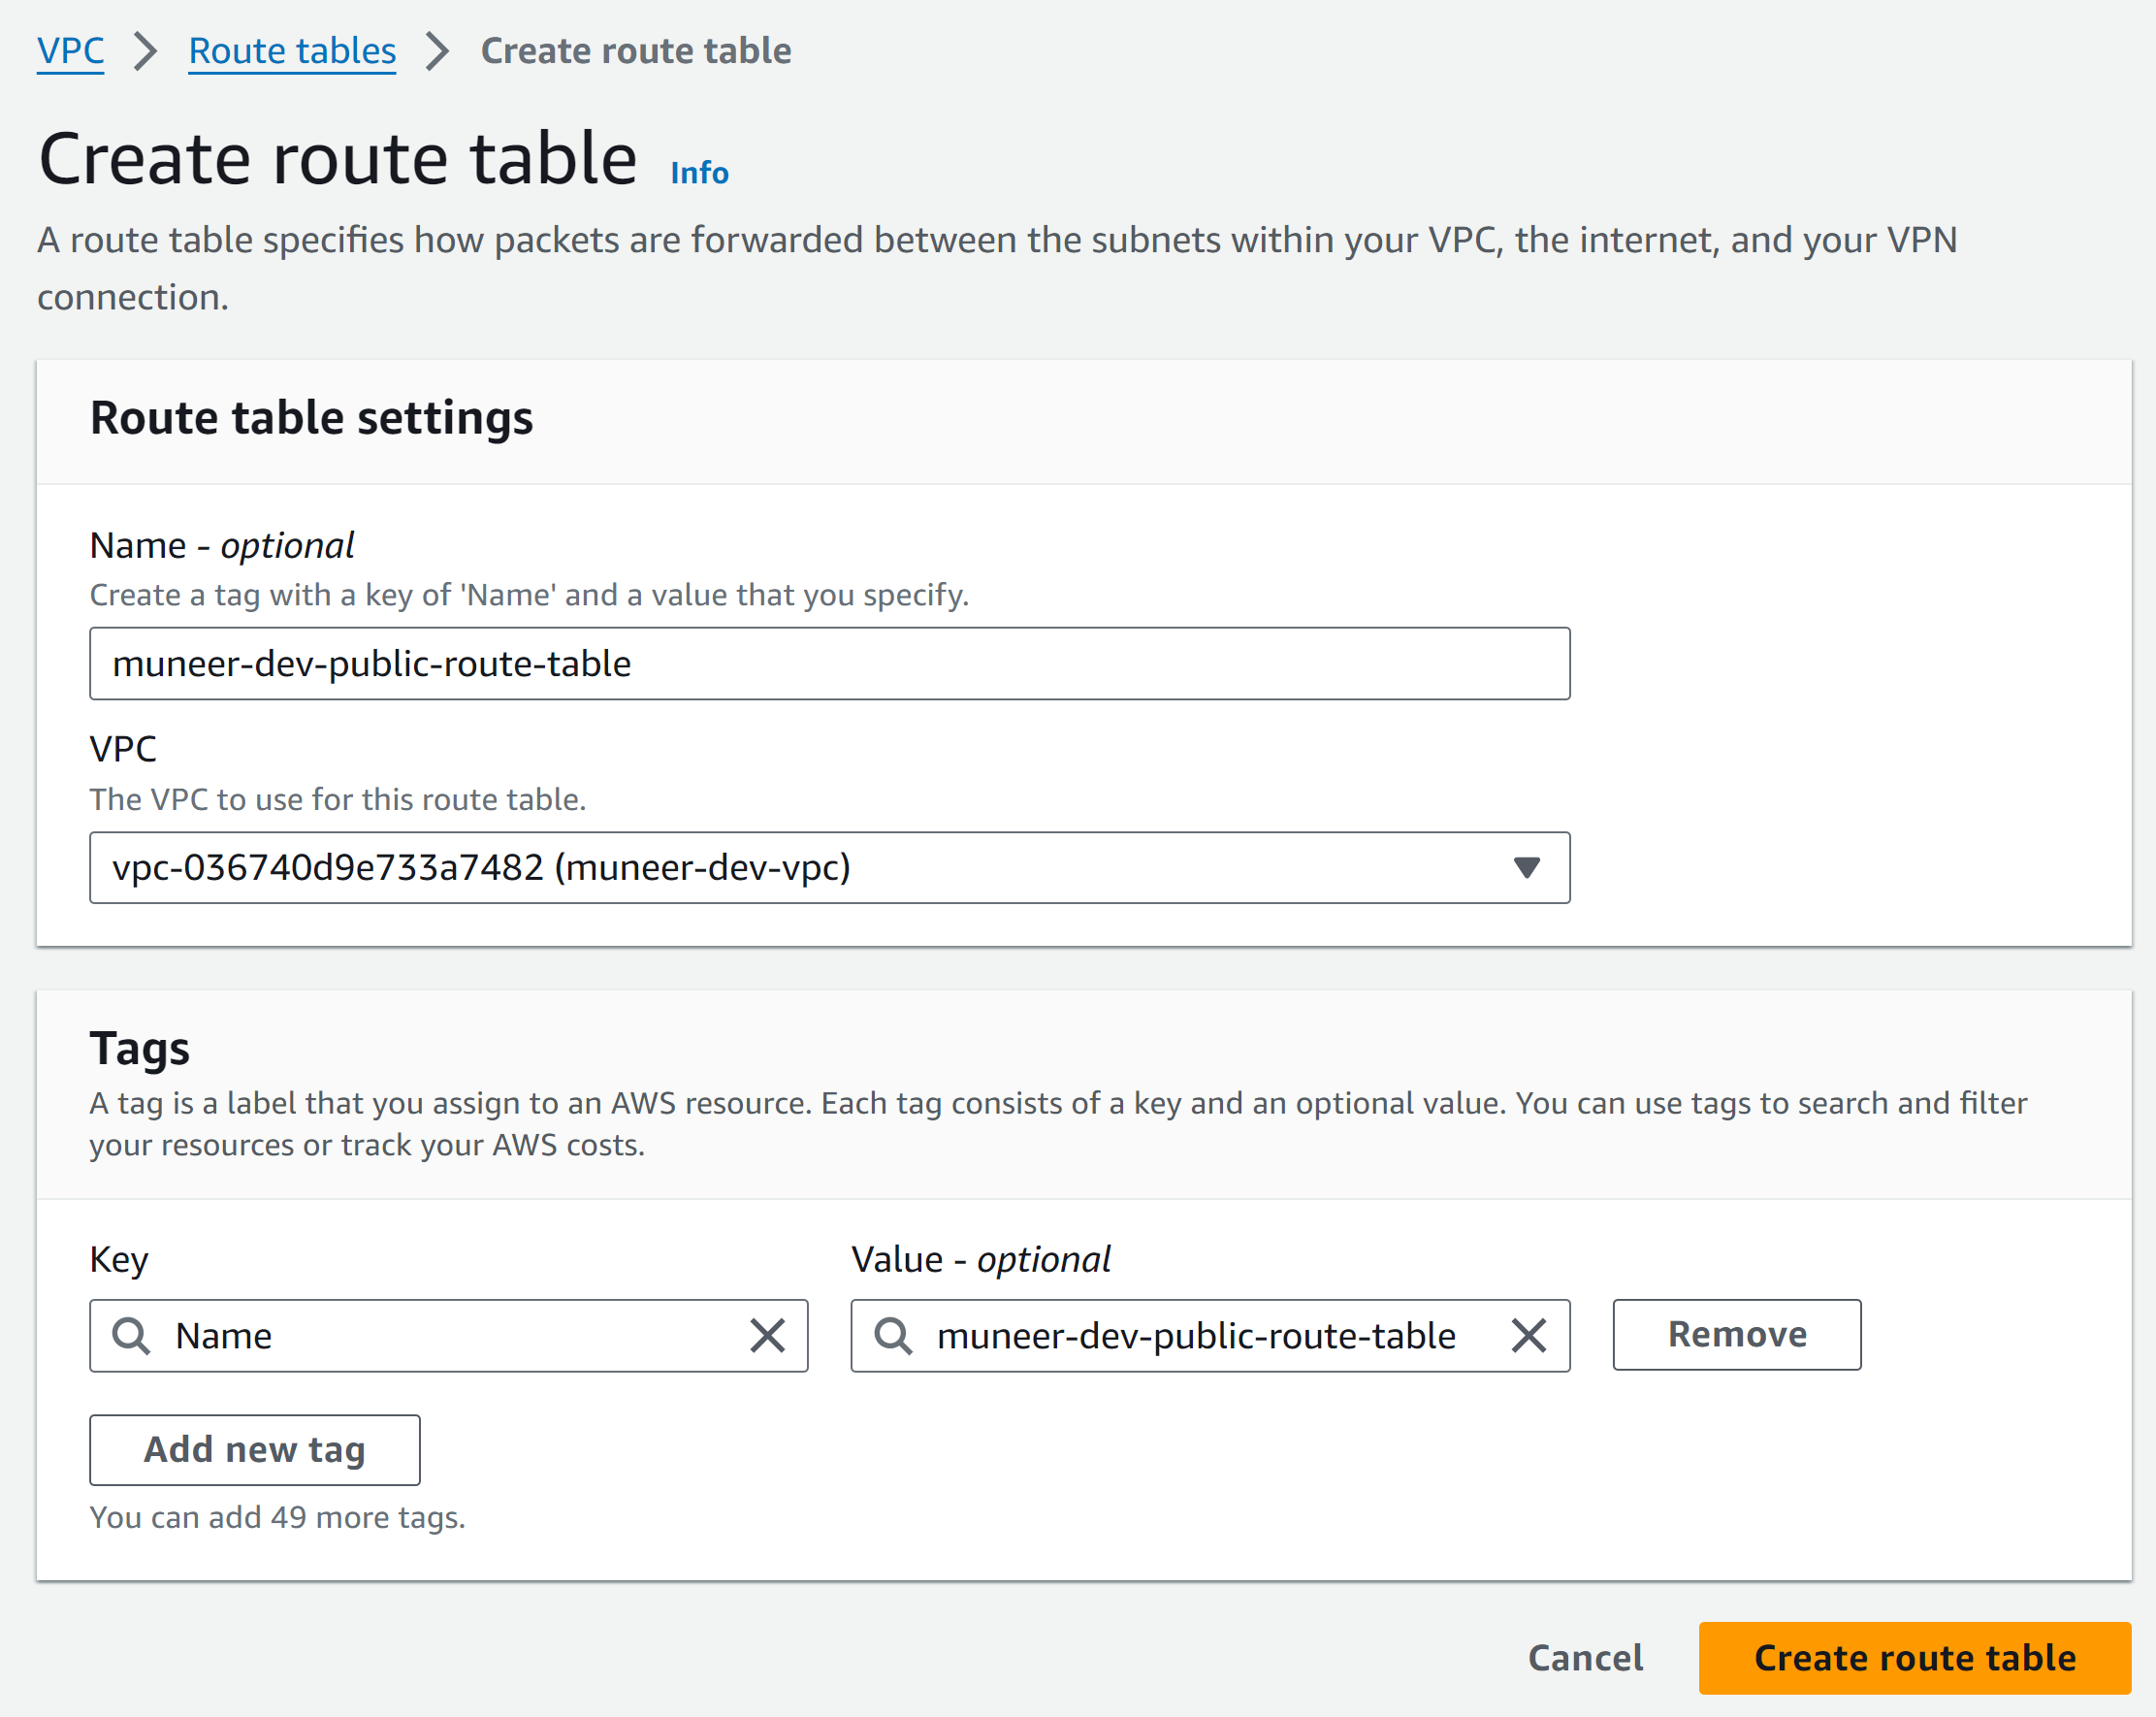 VPC > Route tables > Create route table
Create route table Info
A route table specifies how packets are forwarded between the subnets within your VPC, the internet, and your VPN
connection.
Route table settings
Name - optional
Create a tag with a key of 'Name' and a value that you specify.
muneer-dev-public-route-table
VPC
The VPC to use for this route table.
vpc-036740d9e733a7482 (muneer-dev-vpc)
Tags
A tag is a label that you assign to an AWS resource. Each tag consists of a key and an optional value. You can use tags to search and filter
your resources or track your AWS costs.
Key Value - optional
Name muneer-dev-public-route-table Remove
Add new tag
You can add 49 more tags.
Cancel Create route table